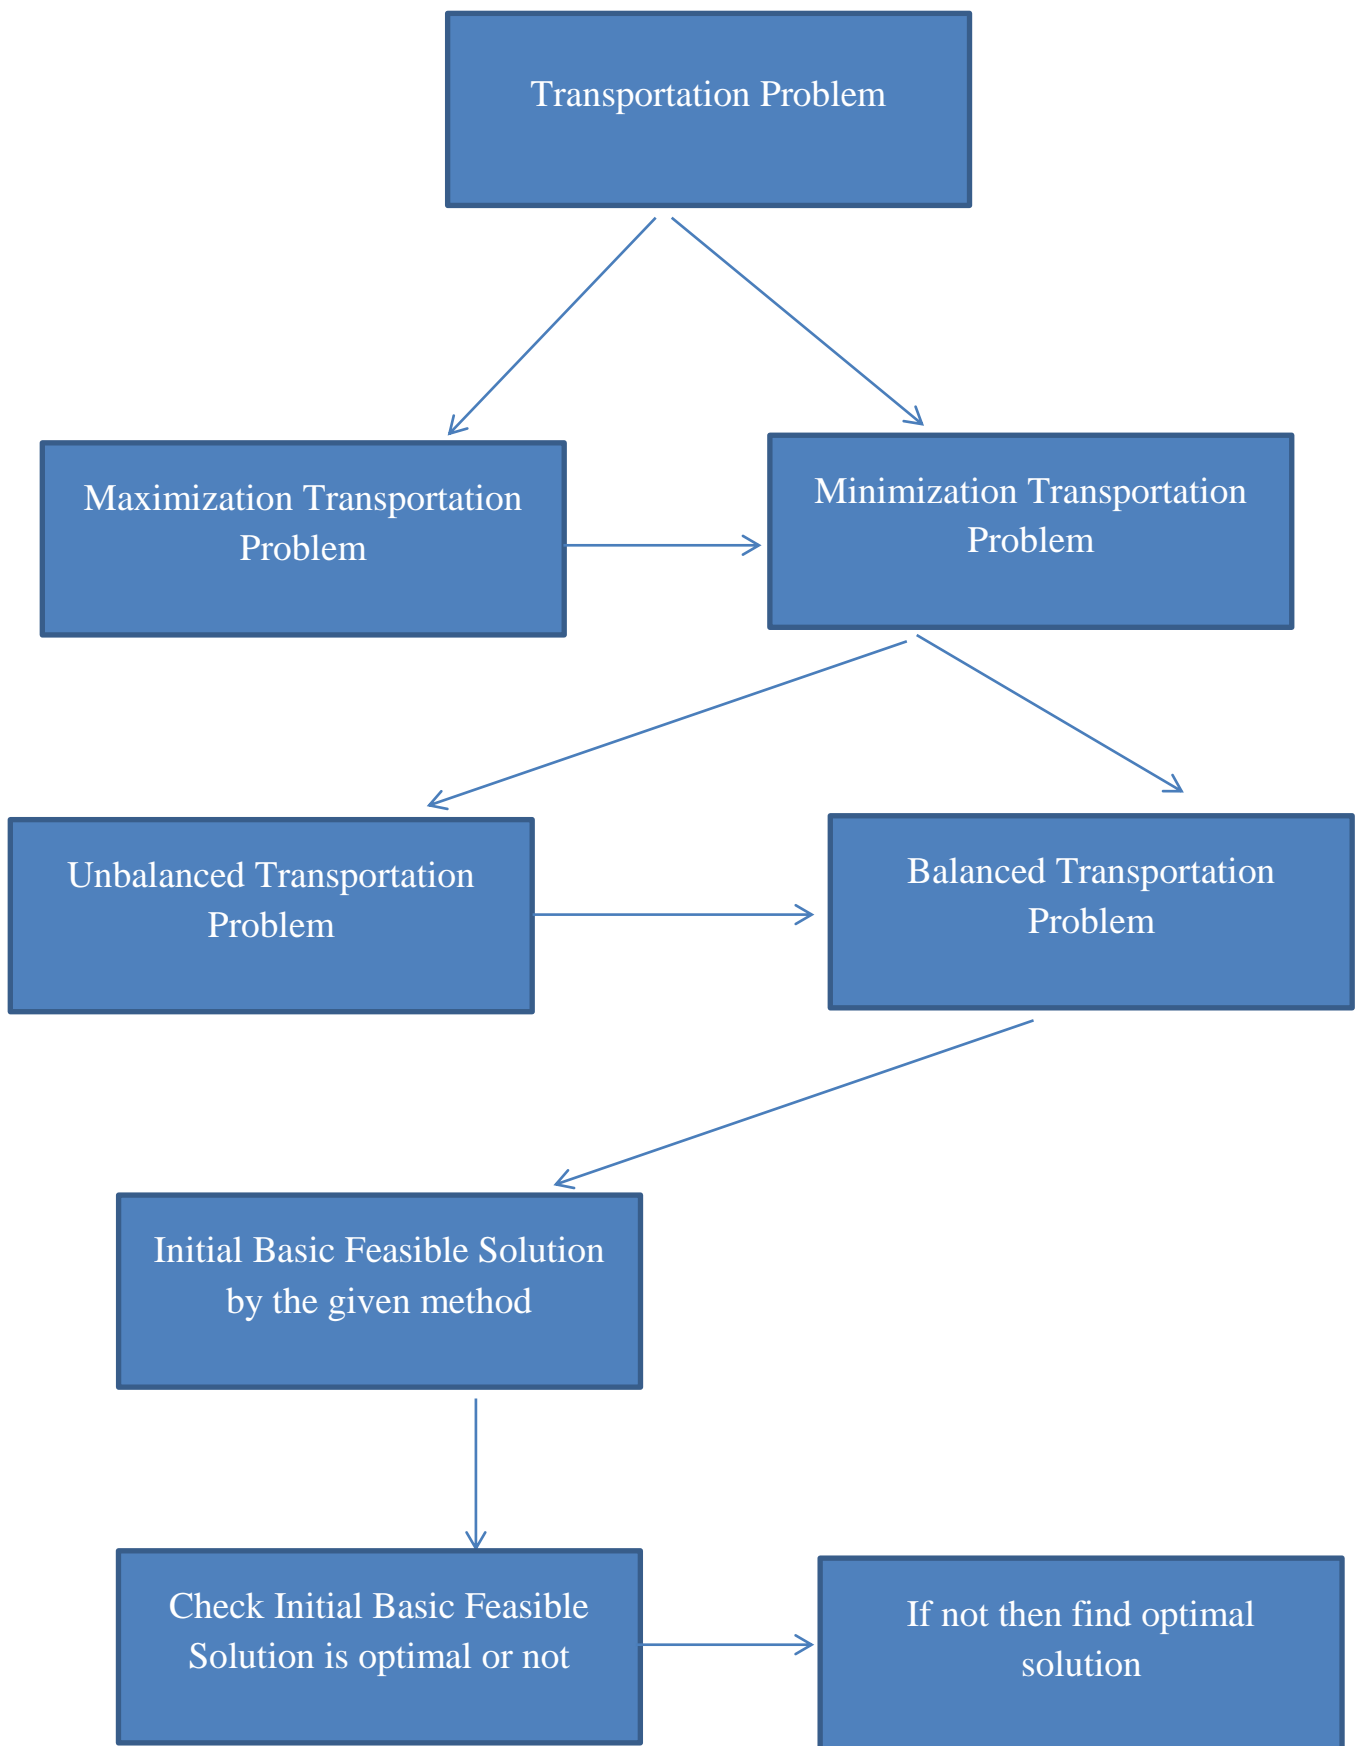 Transportation Problem
Maximization Transportation
Problem
Minimization Transportation
Problem
Unbalanced Transportation
Problem
Balanced Transportation
Problem
Initial Basic Feasible Solution
by the given method
Check Initial Basic Feasible
Solution is optimal or not
If not then find optimal
solution